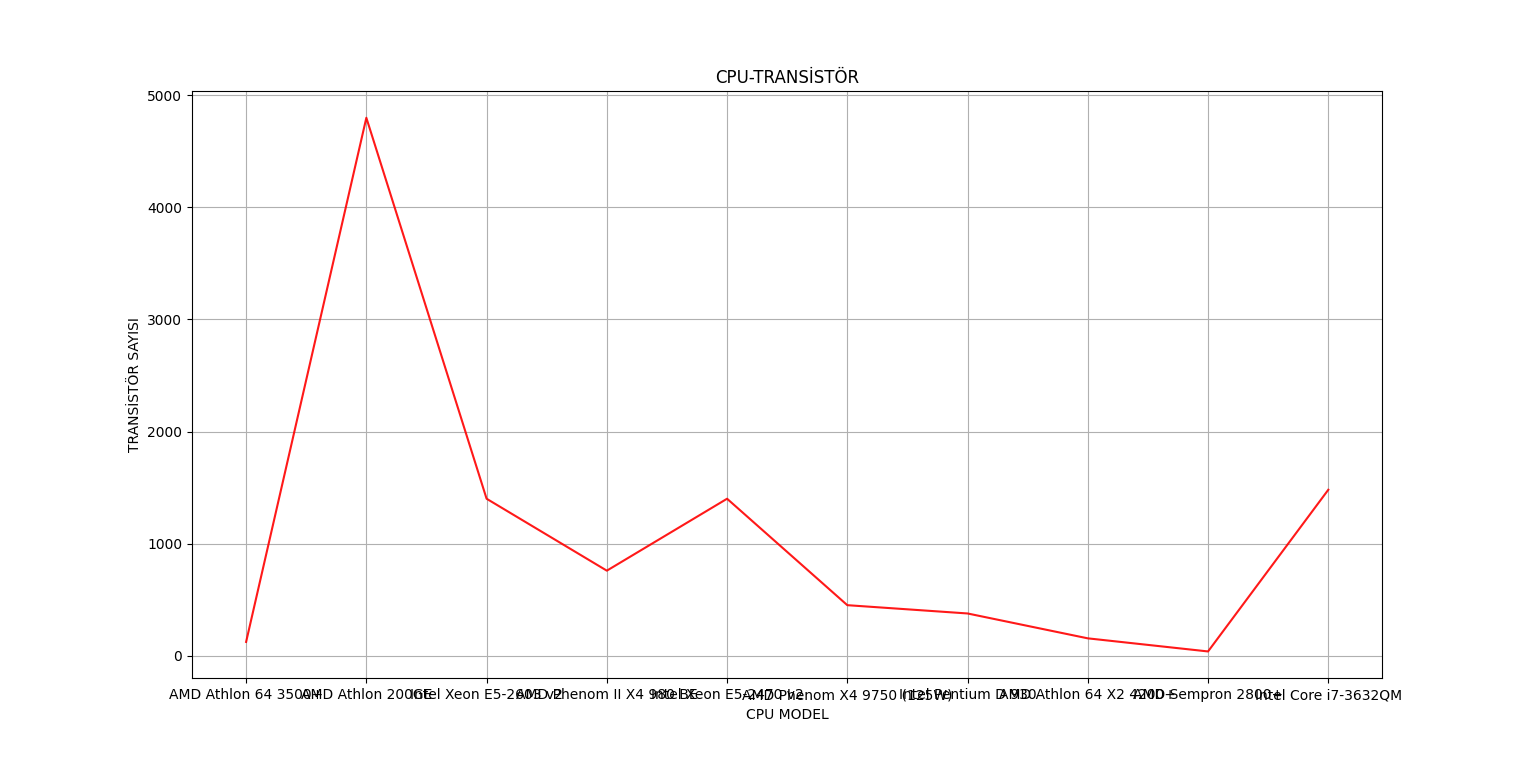 CPU-TRANSİSTÖR
5000
4000
3000
2000
1000
0
TRANSİSTÖR SAYISI
AMD Athlon 64 3500+
AMD Athlon 200GE
Intel Xeon E5-2603 v2
AMD Phenom II X4 980 BE
Intel Xeon E5-2470 v2
AMD Phenom X4 9750 (125W)
Intel Pentium D 930
AMD Athlon 64 X2 4200+
AMD Sempron 2800+
Intel Core i7-3632QM
CPU MODEL